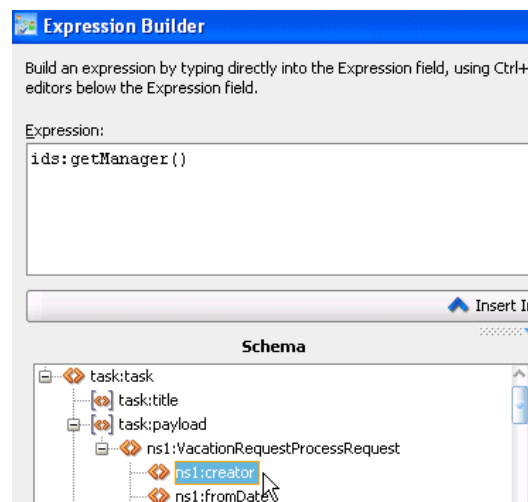 Expression Builder
Build an expression by typing directly into the Expression field, using Ctrl+
editors below the Expression field.
Expression:
ids:getManager()
Insert I
Schema
task:task
task:title
task:payload
ns1:VacationRequestProcessRequest
ns1:creator
ns1:fromDate